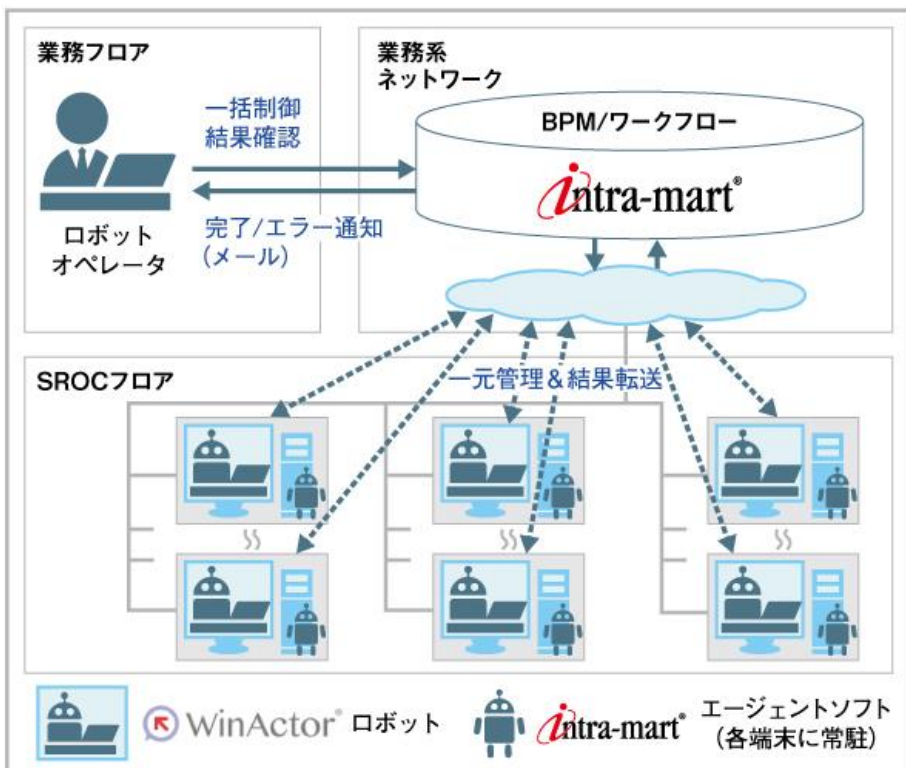 業務フロア
一括制御
結果確認
完了/エラー通知
(メール)
ロボット
オペレータ
業務系
ネットワーク
BPM/ワークフロー
intra-mart®
SROCフロア
一元管理＆結果転送
WinActor® ロボット
intra-mart® エージェントソフト
(各端末に常駐)